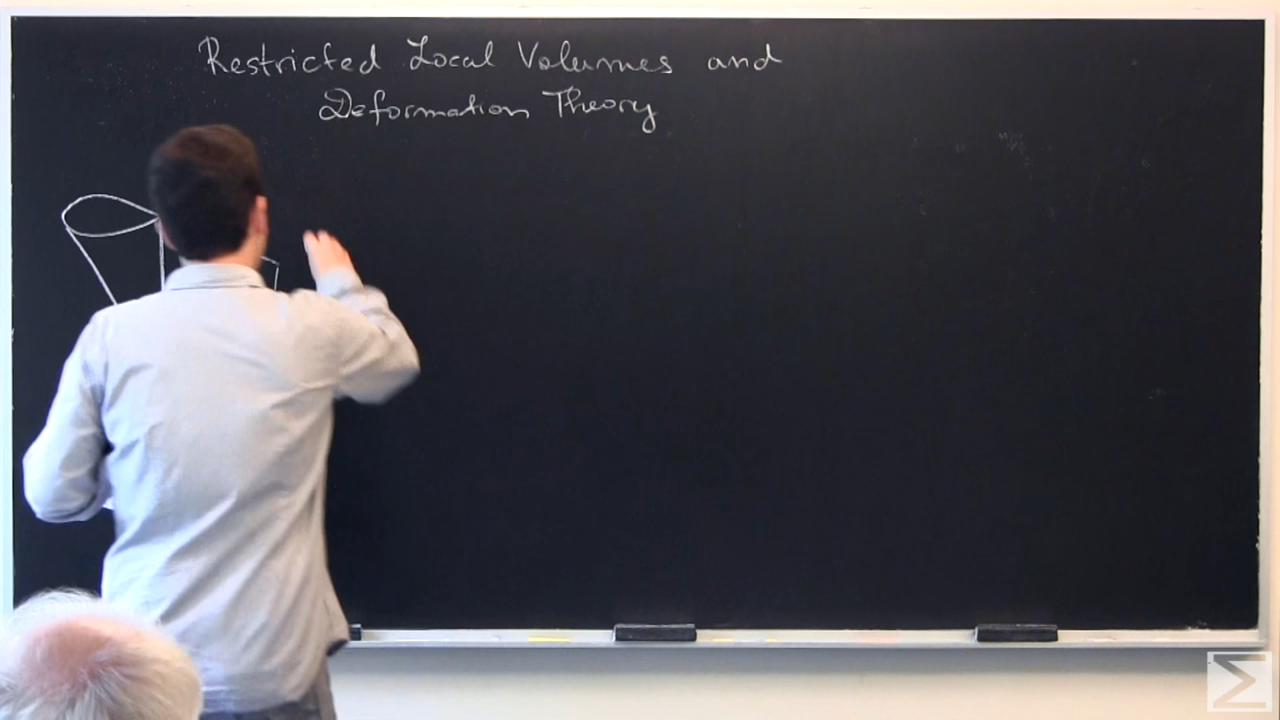 Restricted Local Volumes and
Deformation Theory
Σ